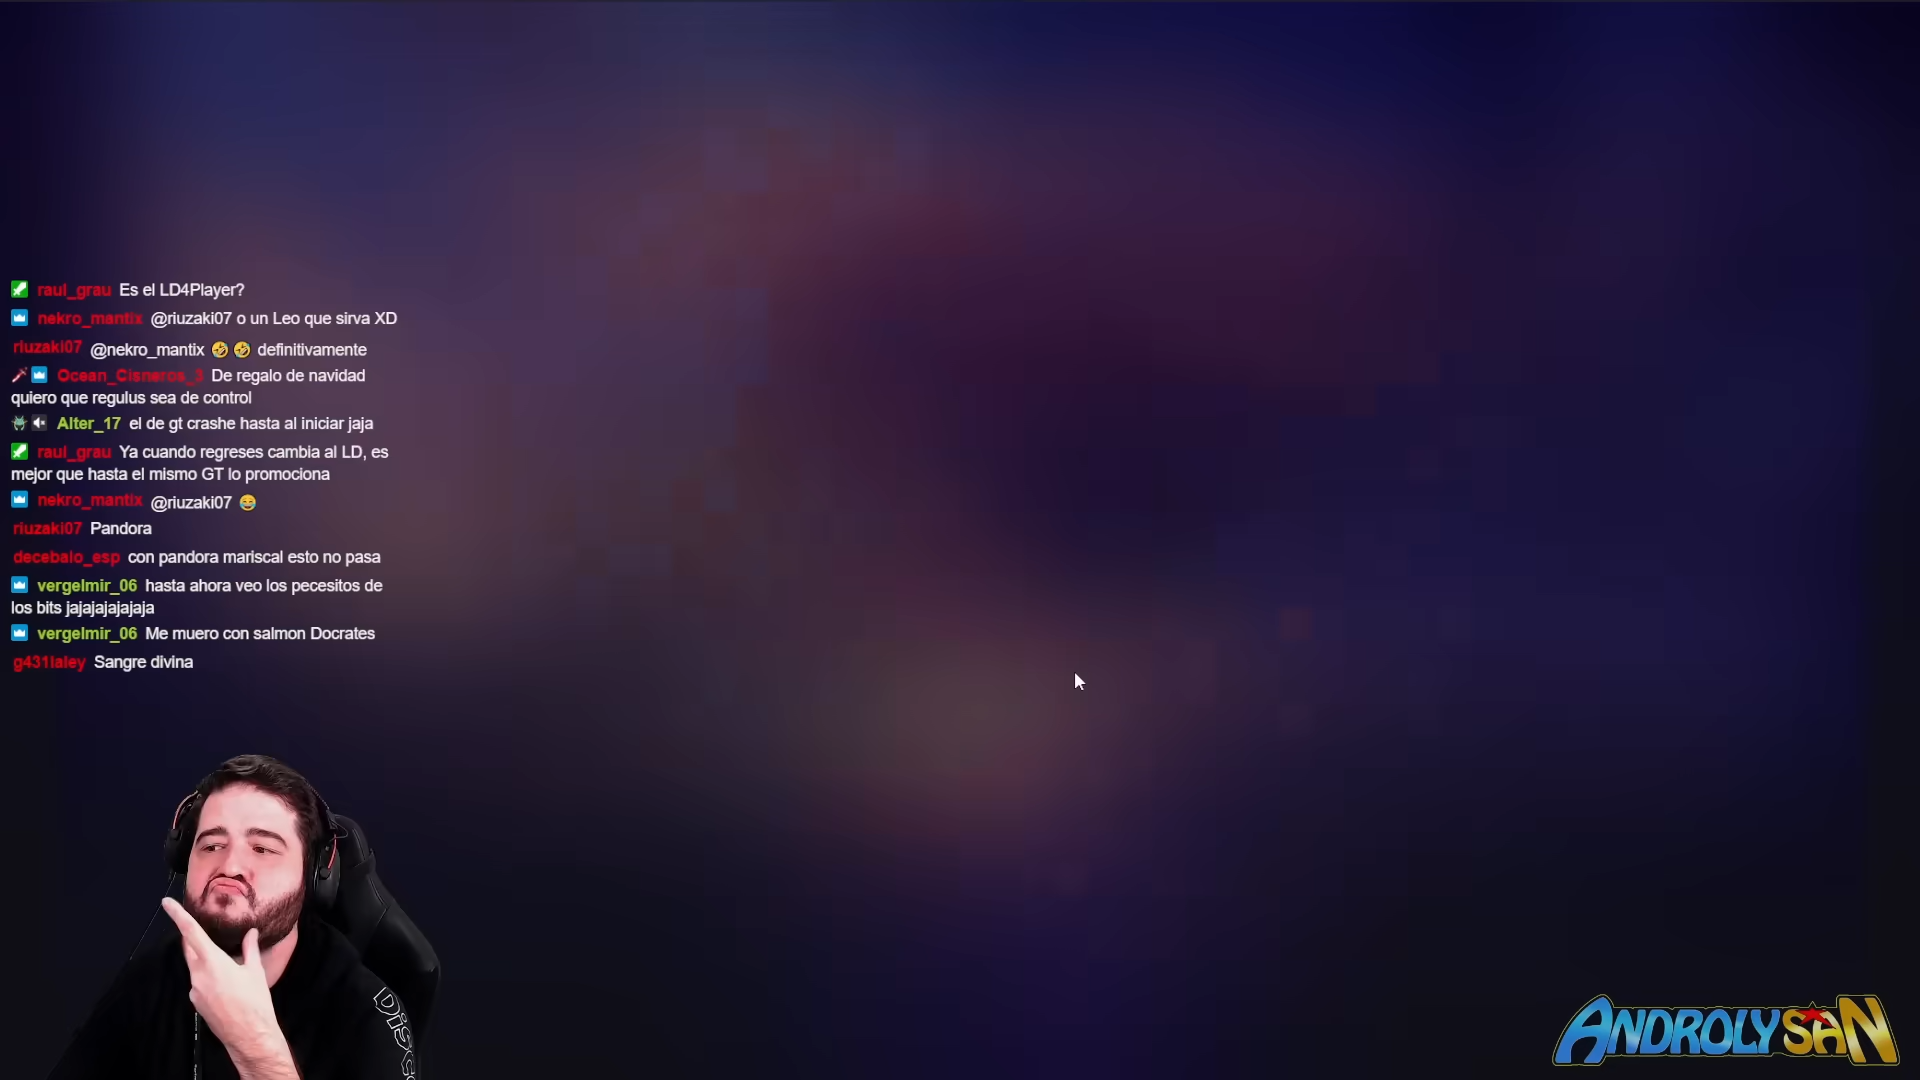 raul_grau Es el LD4Player?
nekro_mantix @riuzaki07 o un Leo que sirva XD
riuzaki07 @nekro_mantix 🤣 🤣 definitivamente
Ocean_Cisneros_3 De regalo de navidad
quiero que regulus sea de control
Alter_17 el de gt crashe hasta al iniciar jaja
raul_grau Ya cuando regreses cambia al LD, es
mejor que hasta el mismo GT lo promociona
nekro_mantix @riuzaki07 😂
riuzaki07 Pandora
decebalo_esp con pandora mariscal esto no pasa
vergelmir_06 hasta ahora veo los pecesitos de
los bits jajajajajajaja
vergelmir_06 Me muero con salmon Docrates
g431laley Sangre divina
ANDROLYSAN